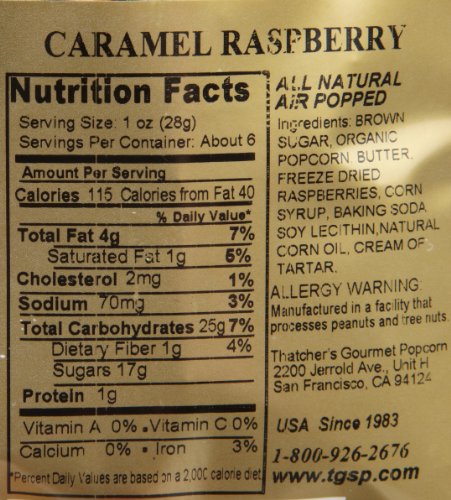 CARAMEL RASPBERRY
Nutrition Facts
Serving Size: 1 oz (28g)
Servings Per Container: About 6
Amount Per Serving
Calories 115 Calories from Fat 40
% Daily Value*
Total Fat 4g 7%
Saturated Fat 1g 5%
Cholesterol 2mg 1%
Sodium 70mg 3%
Total Carbohydrates 25g 7%
Dietary Fiber 1g 4%
Sugars 17g
Protein 1g
Vitamin A 0% • Vitamin C 0%
Calcium 0% • Iron 3%
*Percent Daily Values are based on a 2,000 calorie diet
ALL NATURAL
AIR POPPED
Ingredients: BROWN
SUGAR, ORGANIC
POPCORN, BUTTER,
FREEZE DRIED
RASPBERRIES, CORN
SYRUP, BAKING SODA,
SOY LECITHIN, NATURAL
CORN OIL, CREAM OF
TARTAR.
ALLERGY WARNING:
Manufactured in a facility that
processes peanuts and tree nuts.
Thatcher's Gourmet Popcorn
2200 Jerrold Ave., Unit H
San Francisco, CA 94124
USA Since 1983
1-800-926-2676
www.tgsp.com